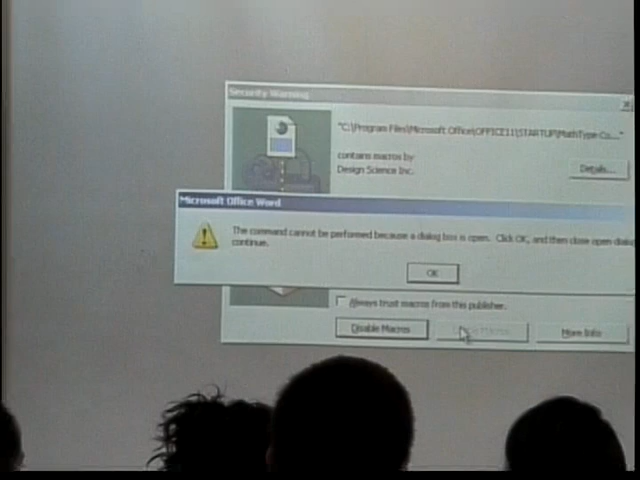 Security Warning
"C:\Program Files\Microsoft Office\OFFICE11\STARTUP\MathType Co..."
contains macros by
Design Science Inc.
Details...
Microsoft Office Word
The command cannot be performed because a dialog box is open. Click OK, and then close open dialog
continue.
OK
Always trust macros from this publisher.
Disable Macros
More Info